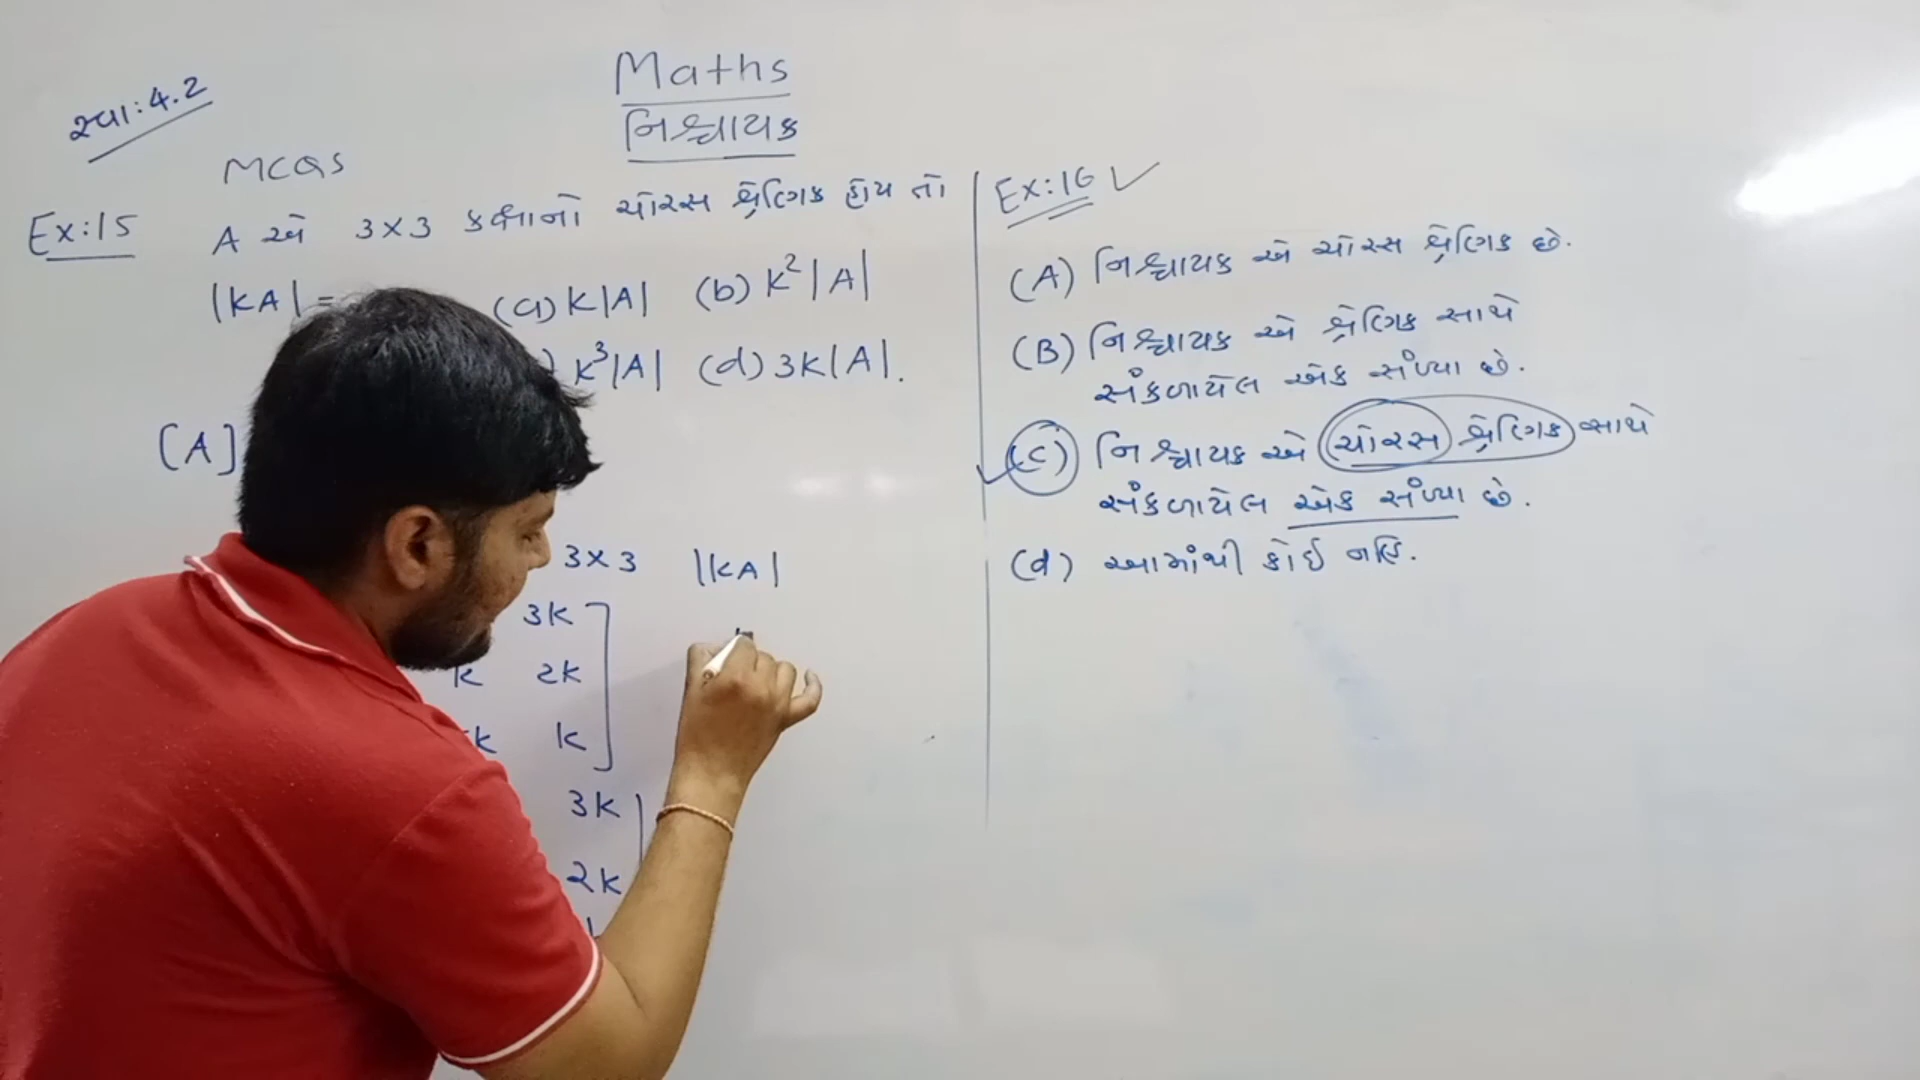 Maths
નિશ્ચાયક
સ્વા:4.2
MCQS
Ex:15 A એ 3×3 કક્ષાનો ચોરસ શ્રેણિક હોય તો
|KA| = (a) K|A| (b) K²|A|
) K³|A| (d) 3K|A|.
[A]
3×3 |KA|
3K
K 2K
K K
3K
2K
Ex:16 ✓
(A) નિશ્ચાયક એ ચોરસ શ્રેણિક છે.
(B) નિશ્ચાયક એ શ્રેણિક સાથે
સંકળાયેલ એક સંખ્યા છે.
(C) નિશ્ચાયક એ ચોરસ શ્રેણિક સાથે
સંકળાયેલ એક સંખ્યા છે.
(d) આમાંથી કોઈ નહિ.